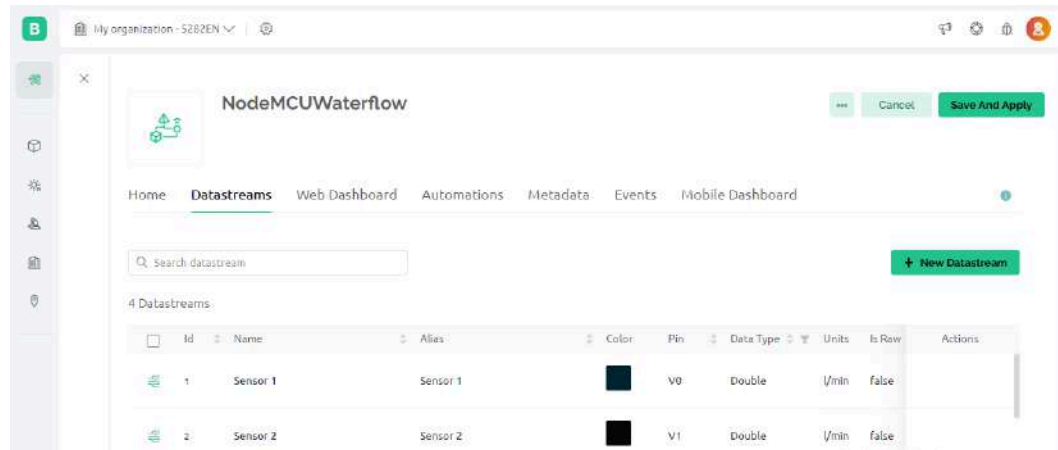 B My organization - 5282EN
NodeMCUWaterflow
... Cancel Save And Apply
Home Datastreams Web Dashboard Automations Metadata Events Mobile Dashboard
Search datastream
+ New Datastream
4 Datastreams
Id Name Alias Color Pin Data Type Units Is Raw Actions
1 Sensor 1 Sensor 1 V0 Double l/min false
2 Sensor 2 Sensor 2 V1 Double l/min false